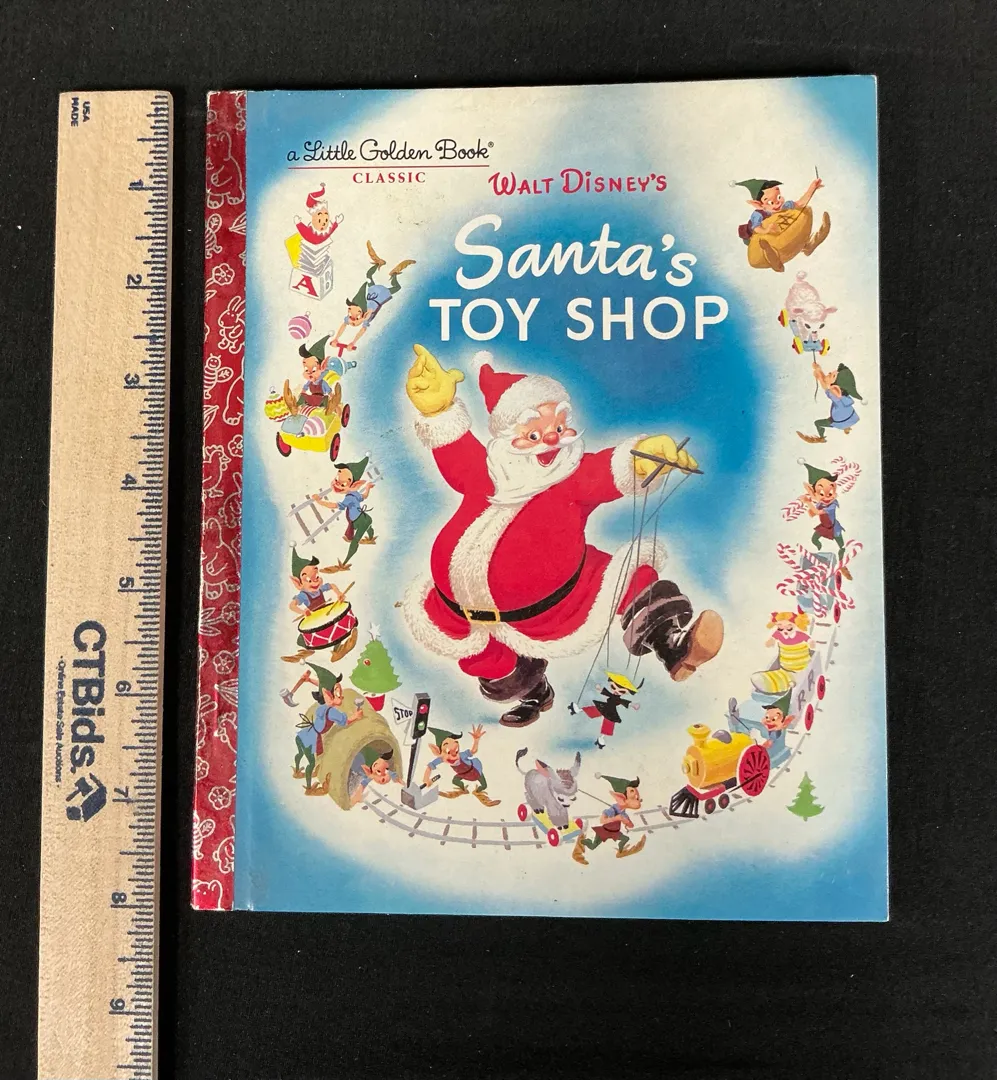 a Little Golden Book®
CLASSIC
WALT DISNEY'S
Santa's
TOY SHOP
A B
STOP
MADE
USA
1
2
3
4
5
6
7
8
9
CTBids
Online Estate Sale Auctions